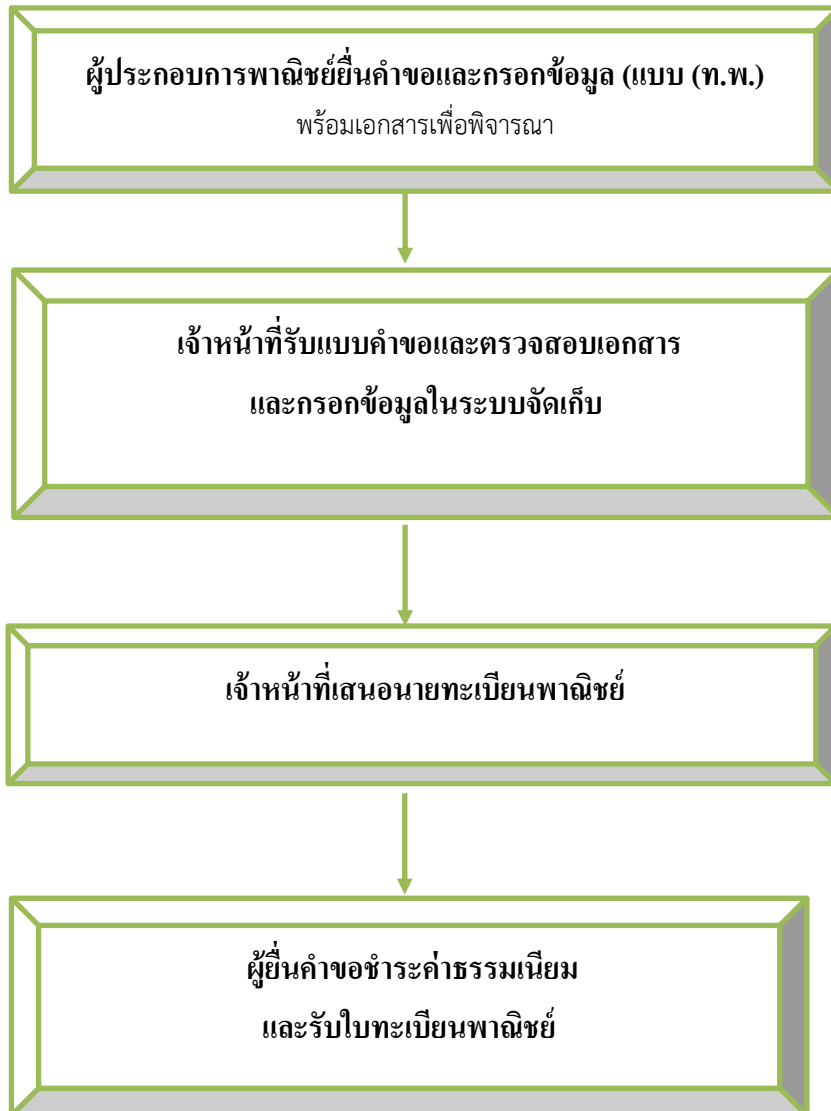 ผู้ประกอบการพาณิชย์ยื่นคำขอและกรอกข้อมูล (แบบ (ท.พ.)
พร้อมเอกสารเพื่อพิจารณา
เจ้าหน้าที่รับแบบคำขอและตรวจสอบเอกสาร
และกรอกข้อมูลในระบบจัดเก็บ
เจ้าหน้าที่เสนอนายทะเบียนพาณิชย์
ผู้ยื่นคำขอชำระค่าธรรมเนียม
และรับใบทะเบียนพาณิชย์